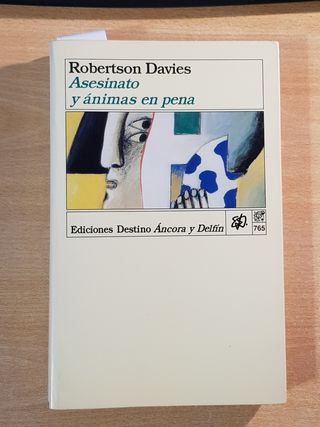 Robertson Davies
Asesinato
y ánimas en pena
Ediciones Destino Áncora y Delfín
765